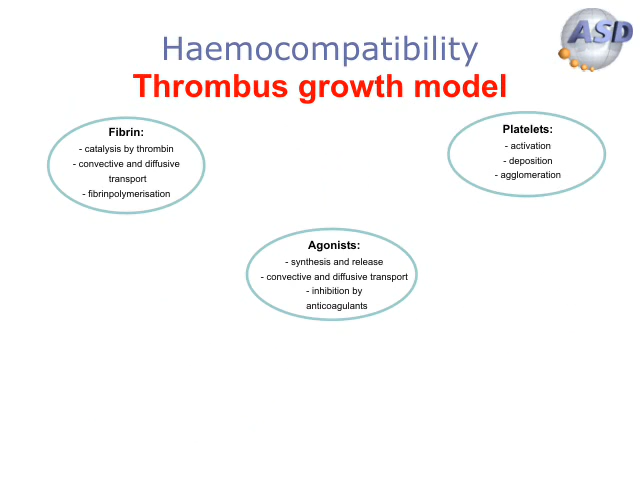 Haemocompatibility
Thrombus growth model
ASD
Fibrin:
- catalysis by thrombin
- convective and diffusive
transport
- fibrinpolymerisation
Platelets:
- activation
- deposition
- agglomeration
Agonists:
- synthesis and release
- convective and diffusive transport
- inhibition by
anticoagulants